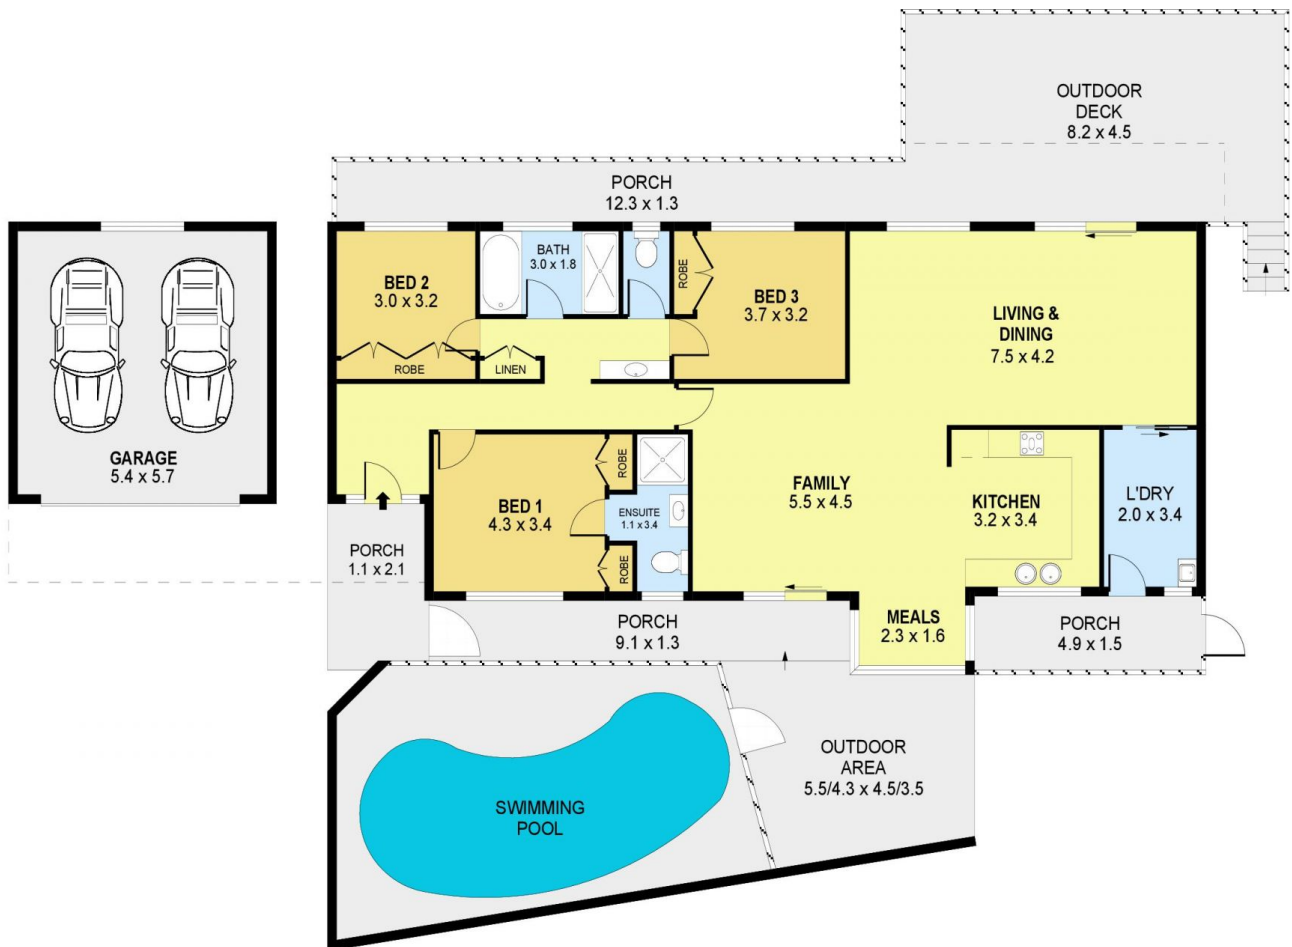 OUTDOOR
DECK
8.2 x 4.5
PORCH
12.3 x 1.3
BED 2
3.0 x 3.2
ROBE
BATH
3.0 x 1.8
LINEN
ROBE
BED 3
3.7 x 3.2
LIVING &
DINING
7.5 x 4.2
GARAGE
5.4 x 5.7
BED 1
4.3 x 3.4
ROBE
ENSUITE
1.1 x 3.4
ROBE
FAMILY
5.5 x 4.5
KITCHEN
3.2 x 3.4
L'DRY
2.0 x 3.4
PORCH
1.1 x 2.1
PORCH
9.1 x 1.3
MEALS
2.3 x 1.6
PORCH
4.9 x 1.5
OUTDOOR
AREA
5.5/4.3 x 4.5/3.5
SWIMMING
POOL